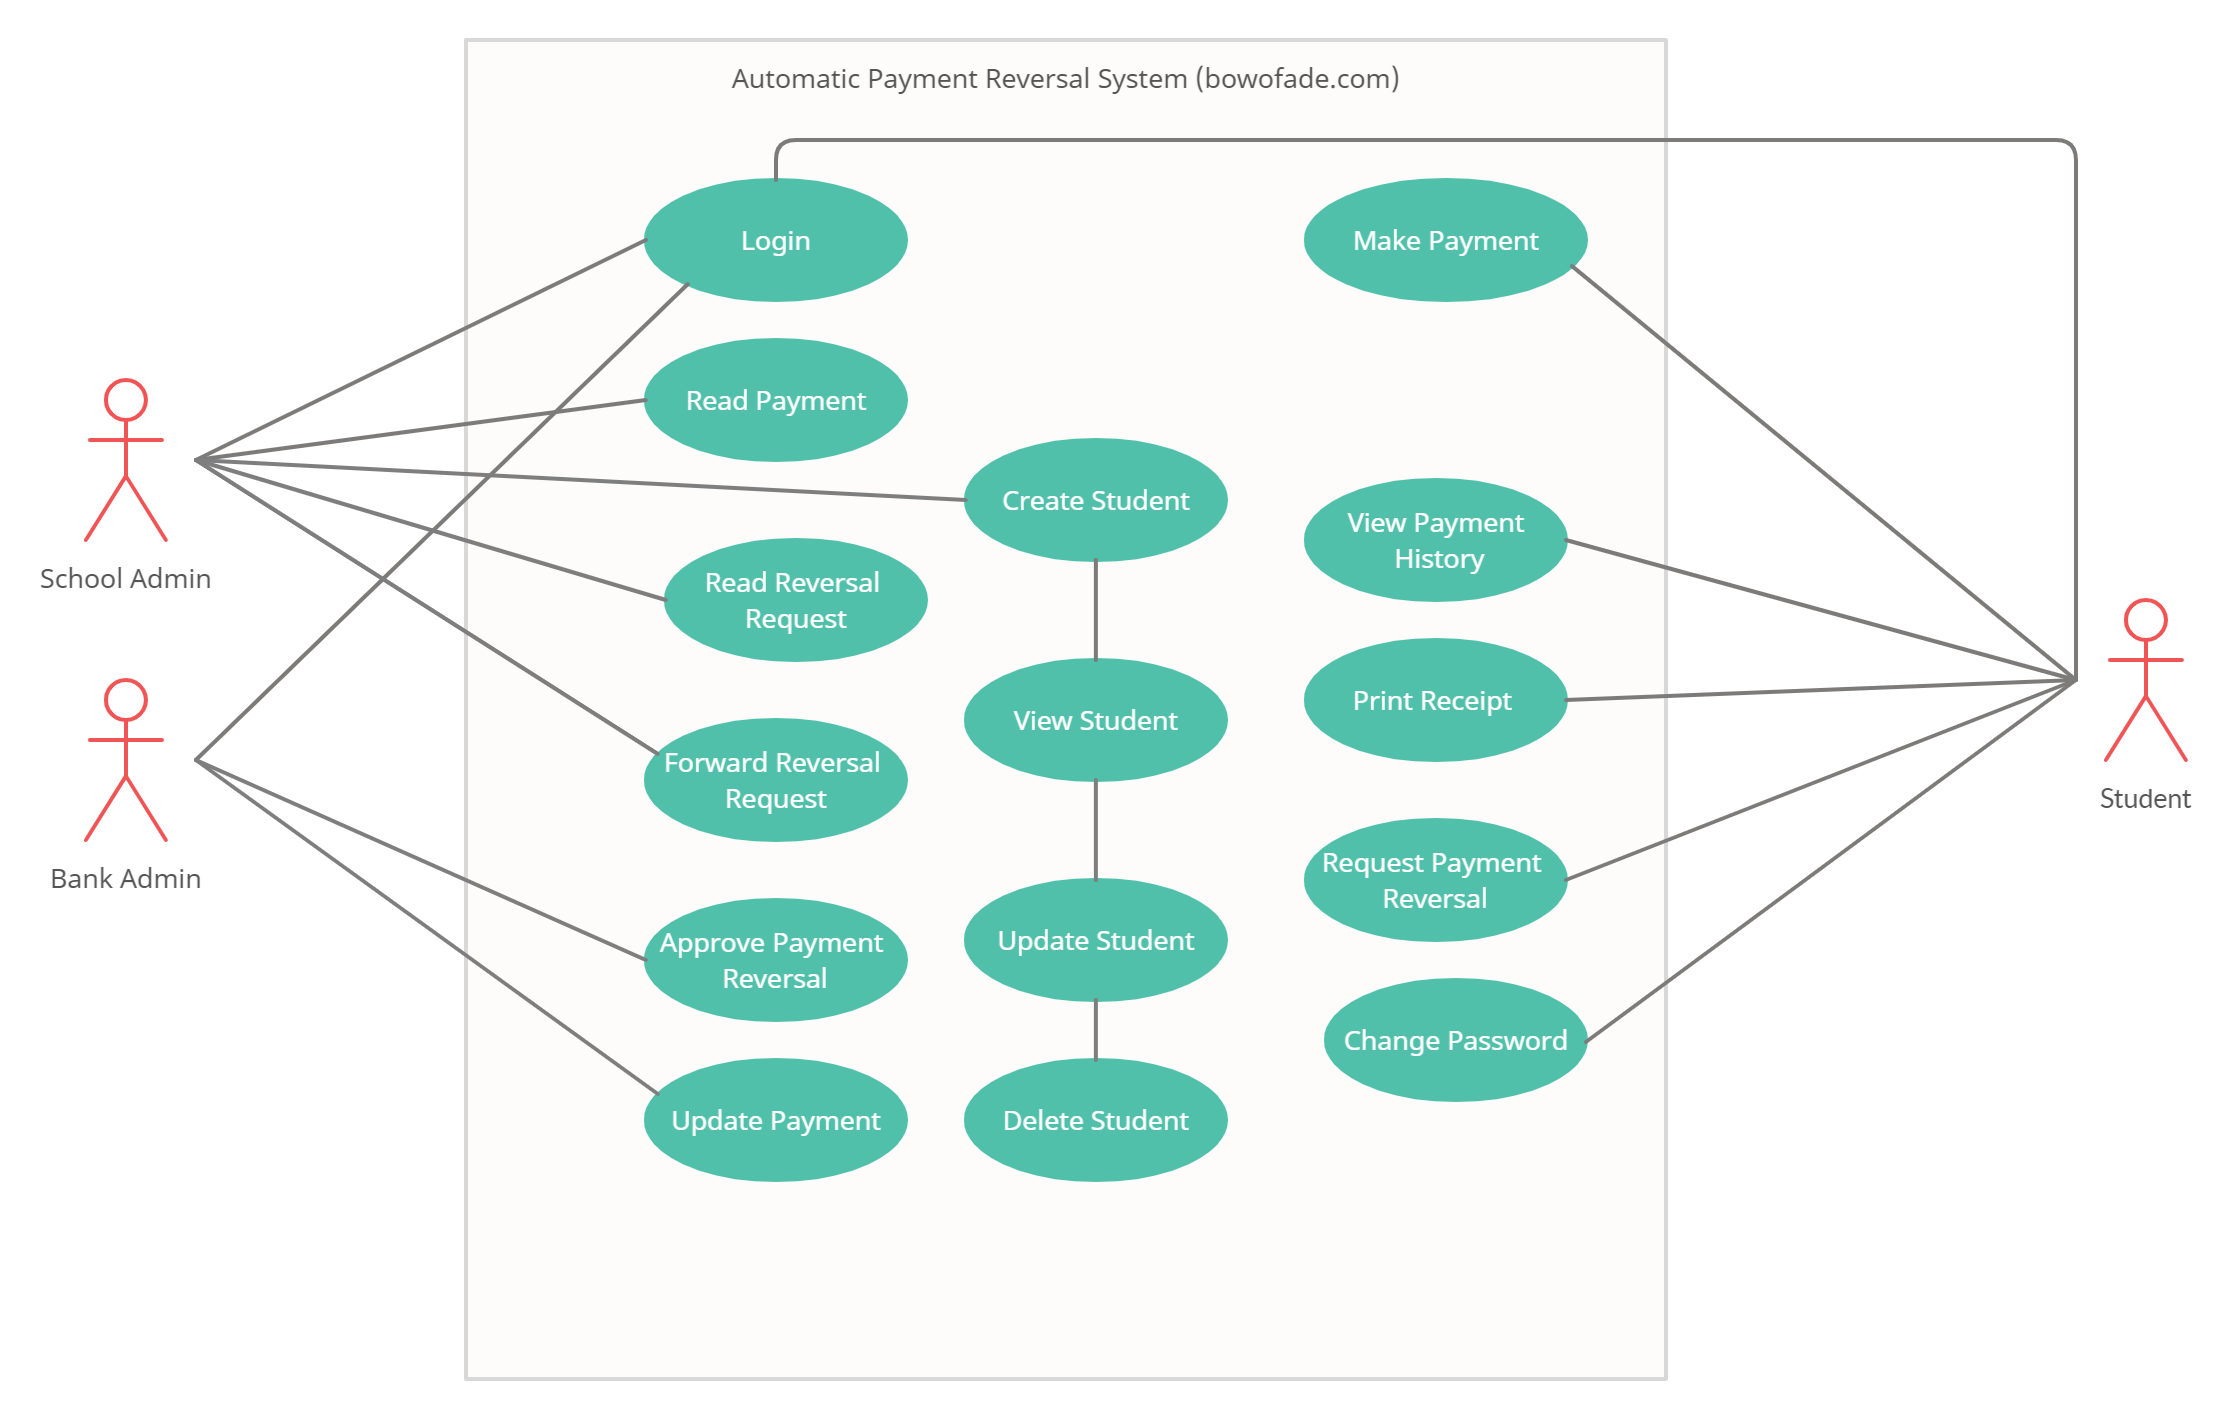 Automatic Payment Reversal System (bowofade.com)
Login
Make Payment
Read Payment
Create Student
View Payment
History
School Admin
Read Reversal
Request
Print Receipt
View Student
Forward Reversal
Request
Student
Bank Admin
Request Payment
Reversal
Approve Payment
Reversal
Update Student
Change Password
Update Payment
Delete Student